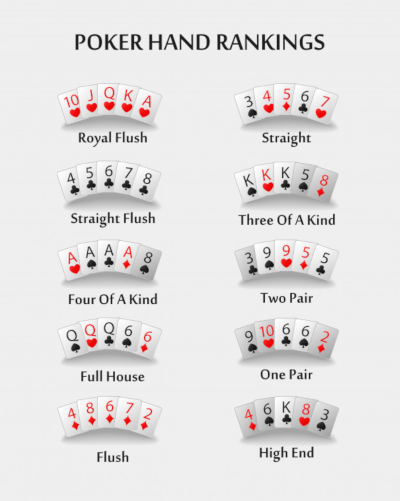 POKER HAND RANKINGS
10 J Q K A
Royal Flush
3 4 5 6 7
Straight
4 5 6 7 8
Straight Flush
K K K 5 8
Three Of A Kind
A A A A 8
Four Of A Kind
3 9 9 5 5
Two Pair
Q Q Q 6 6
Full House
9 10 6 6 2
One Pair
4 8 6 7 2
Flush
4 6 K 8 3
High End